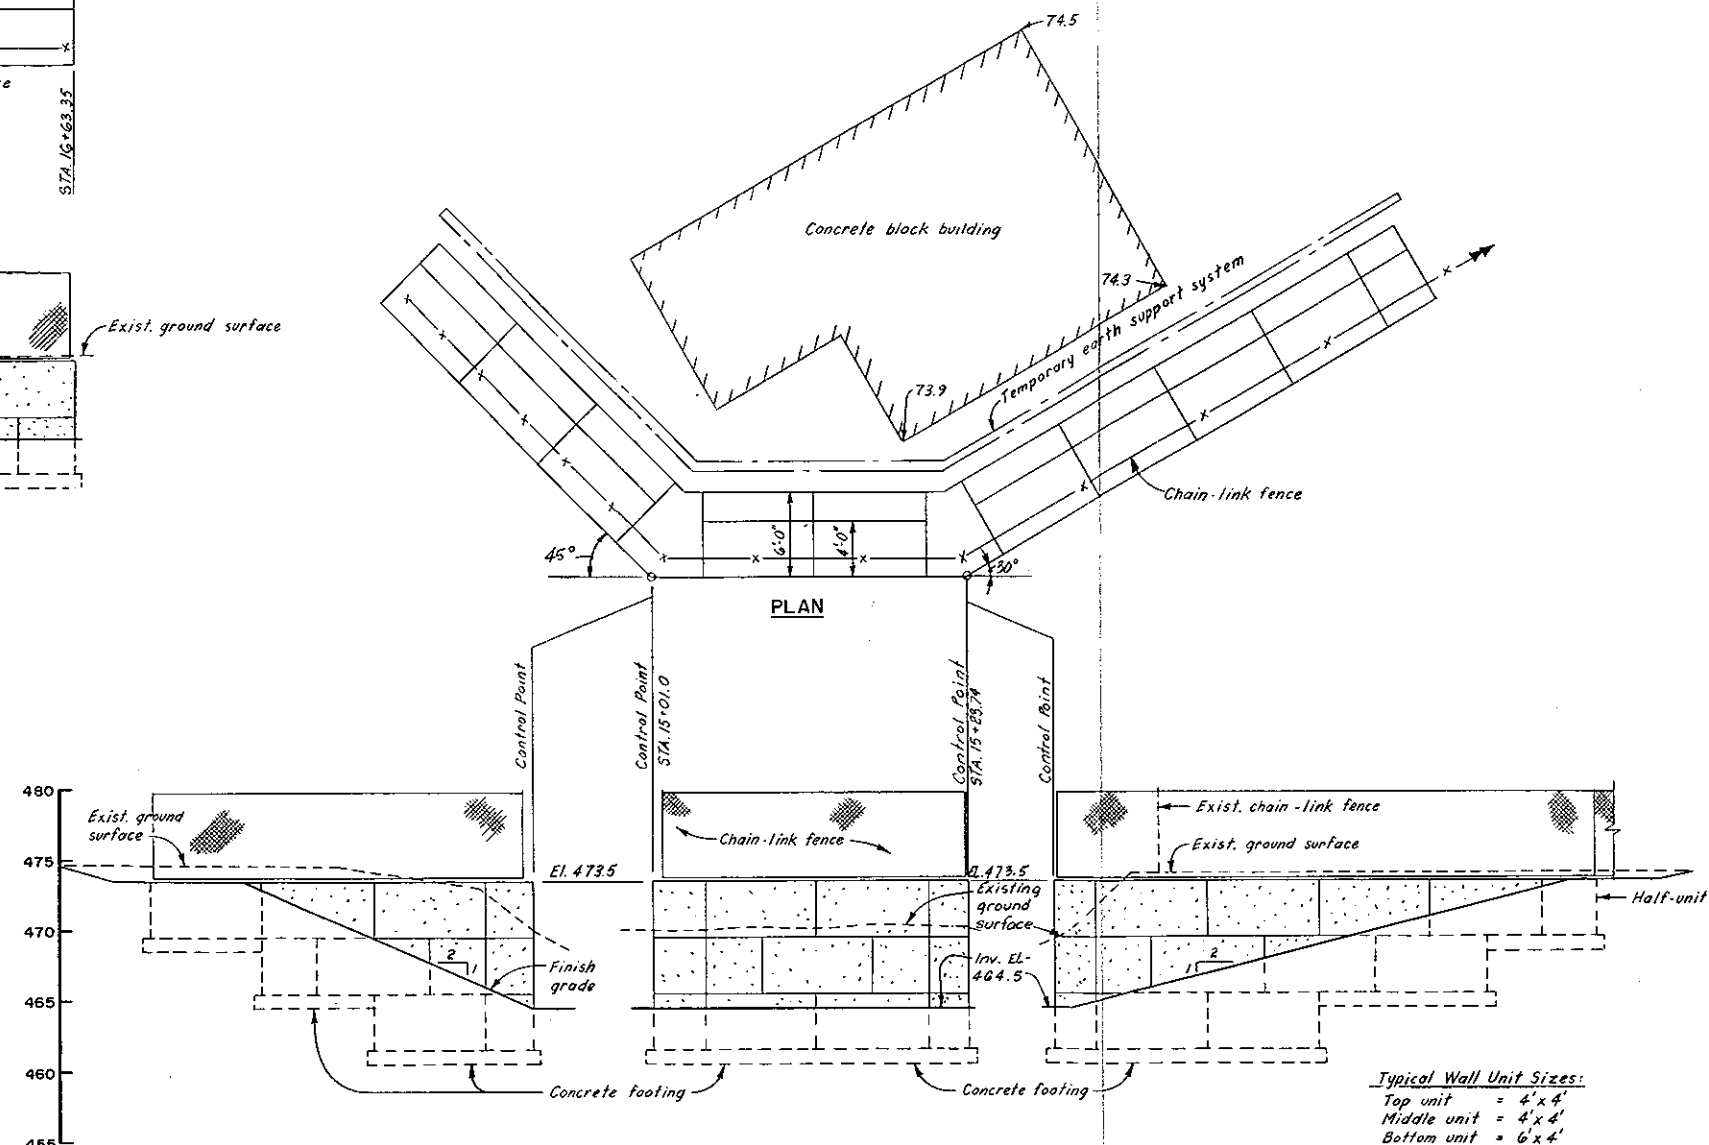 74.5
e
STA. 16+63.35
Concrete block building
74.3
Temporary earth support system
Exist. ground surface
73.9
Chain-link fence
6'-0"
4'-0"
45°
30°
PLAN
Control Point
Control Point
STA. 15+01.0
Control Point
Control Point
480
475
470
465
460
455
Exist. ground
surface
Chain-link fence
Exist. chain-link fence
Exist. ground surface
El. 473.5
El. 473.5
Existing
ground
surface
Half-unit
2
1
2
1
Finish
grade
Inv. El-
464.5
Concrete footing
Concrete footing
Typical Wall Unit Sizes:
Top unit = 4' x 4'
Middle unit = 4' x 4'
Bottom unit = 6' x 4'